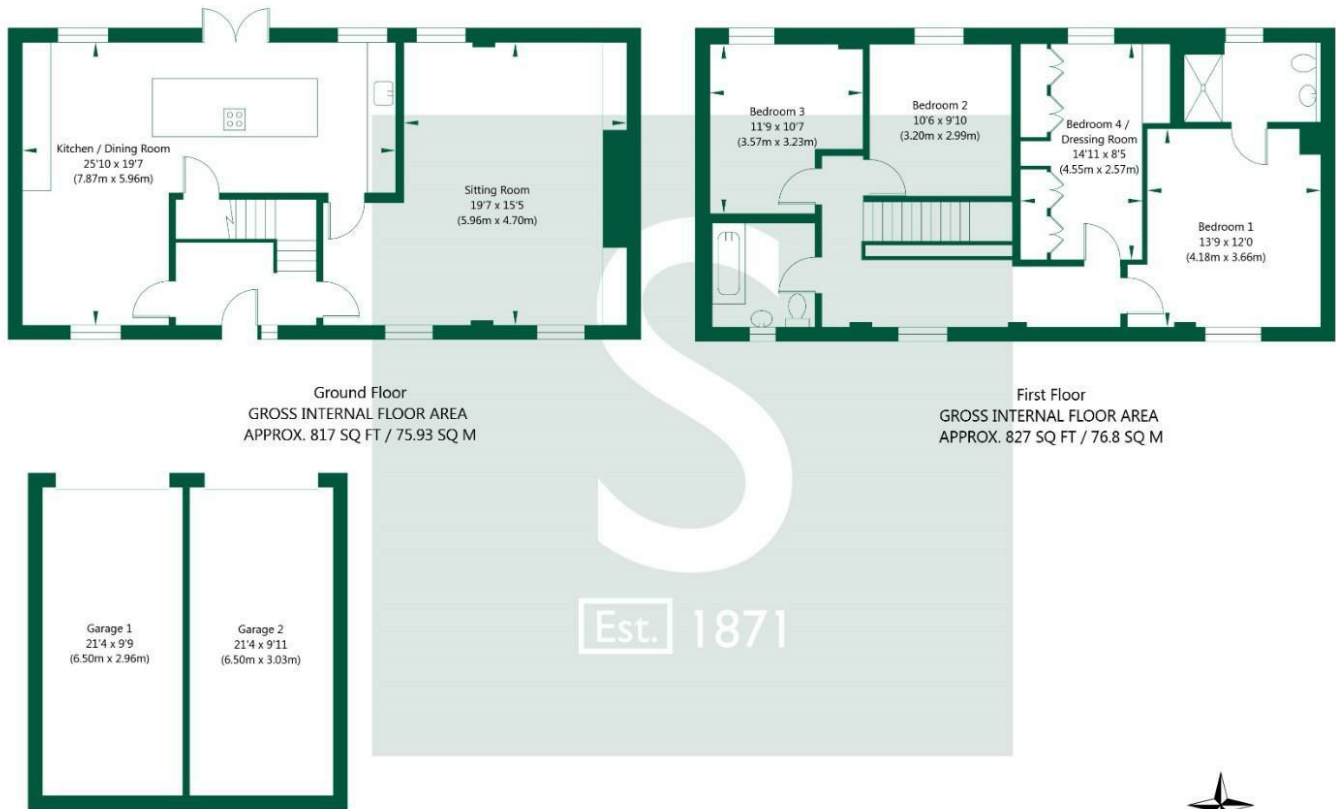 Kitchen / Dining Room
25'10 x 19'7
(7.87m x 5.96m)
Sitting Room
19'7 x 15'5
(5.96m x 4.70m)
Bedroom 3
11'9 x 10'7
(3.57m x 3.23m)
Bedroom 2
10'6 x 9'10
(3.20m x 2.99m)
Bedroom 4 /
Dressing Room
14'11 x 8'5
(4.55m x 2.57m)
Bedroom 1
13'9 x 12'0
(4.18m x 3.66m)
Ground Floor
GROSS INTERNAL FLOOR AREA
APPROX. 817 SQ FT / 75.93 SQ M
First Floor
GROSS INTERNAL FLOOR AREA
APPROX. 827 SQ FT / 76.8 SQ M
S
Est. 1871
Garage 1
21'4 x 9'9
(6.50m x 2.96m)
Garage 2
21'4 x 9'11
(6.50m x 3.03m)